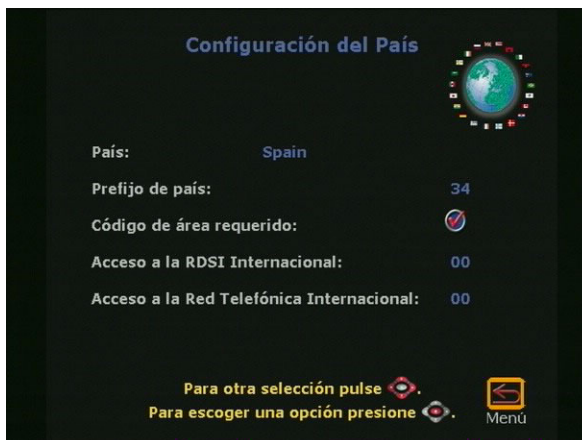 Configuración del País
País: Spain
Prefijo de país: 34
Código de área requerido:
Acceso a la RDSI Internacional: 00
Acceso a la Red Telefónica Internacional: 00
Para otra selección pulse .
Para escoger una opción presione .
Menú